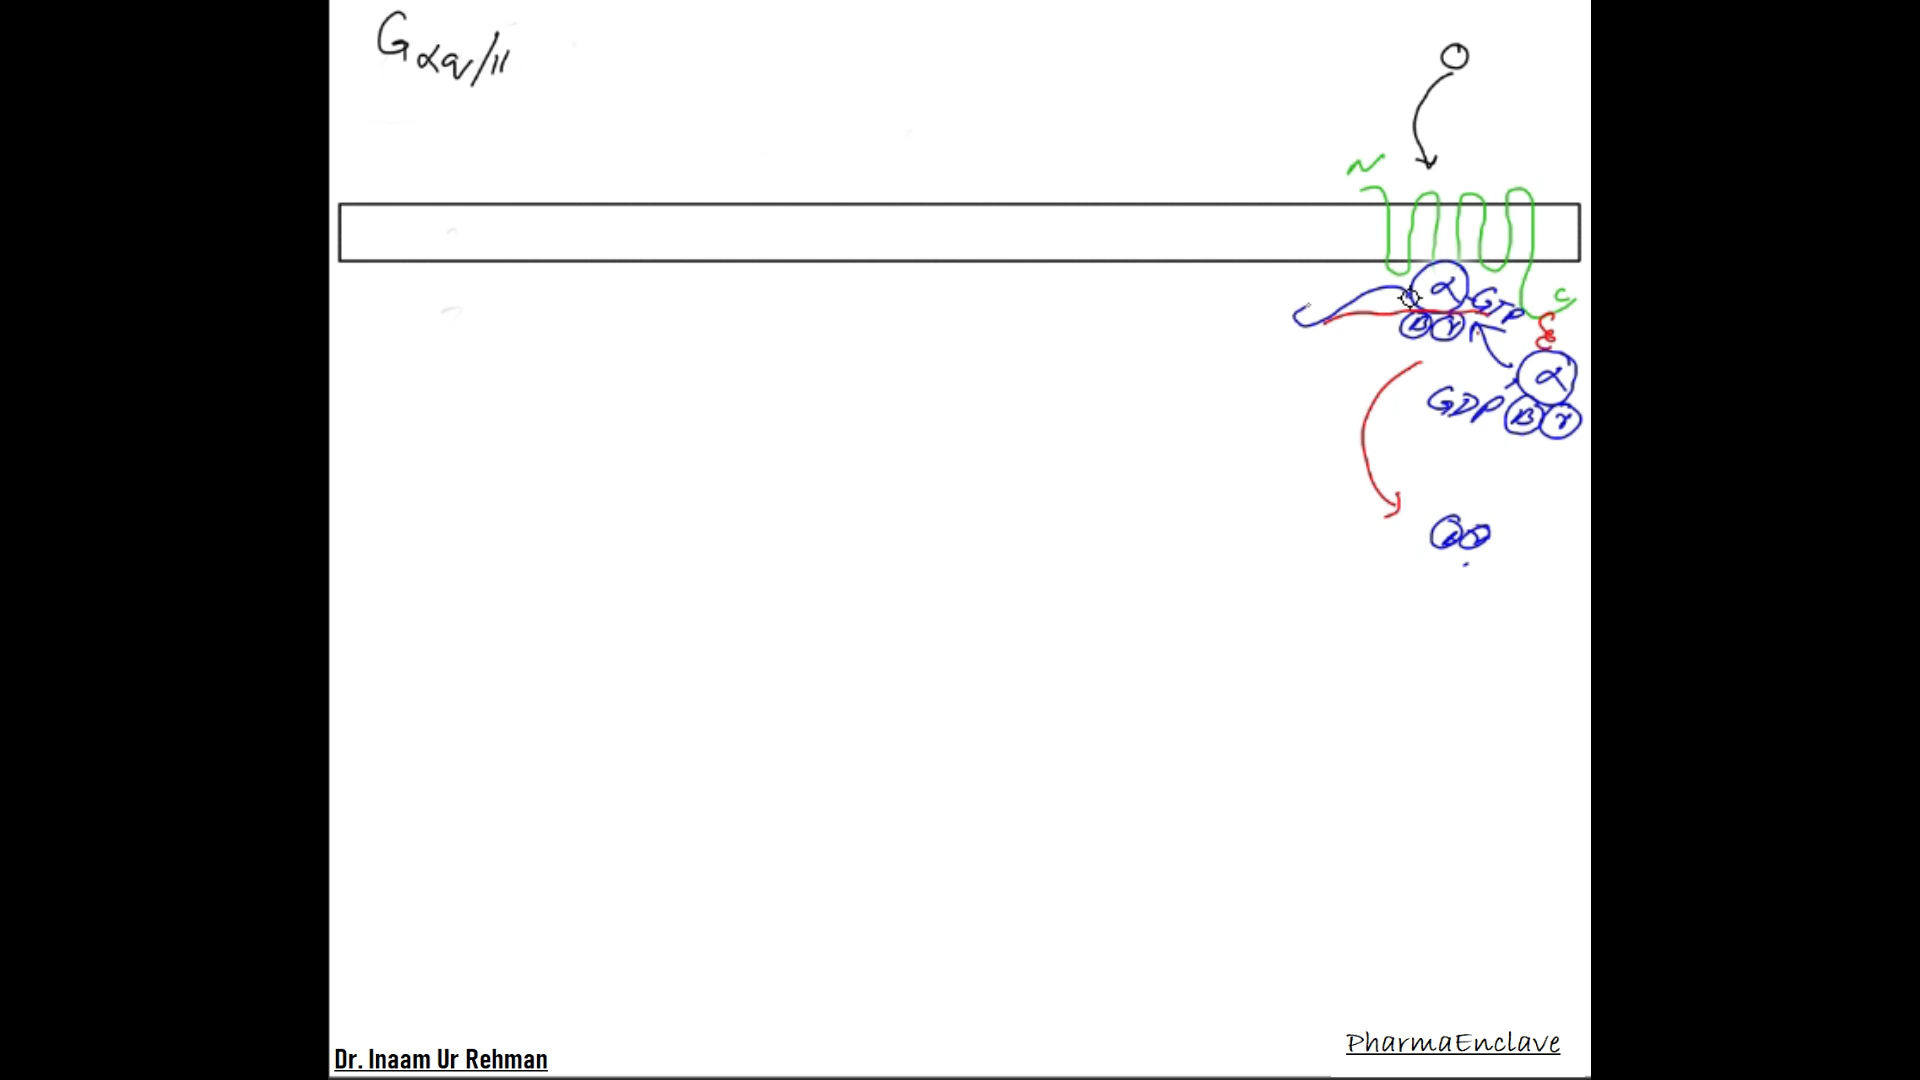 Gαq/11
N
α GTP C
β γ
α
GDP β γ
PharmaEnclave
Dr. Inaam Ur Rehman